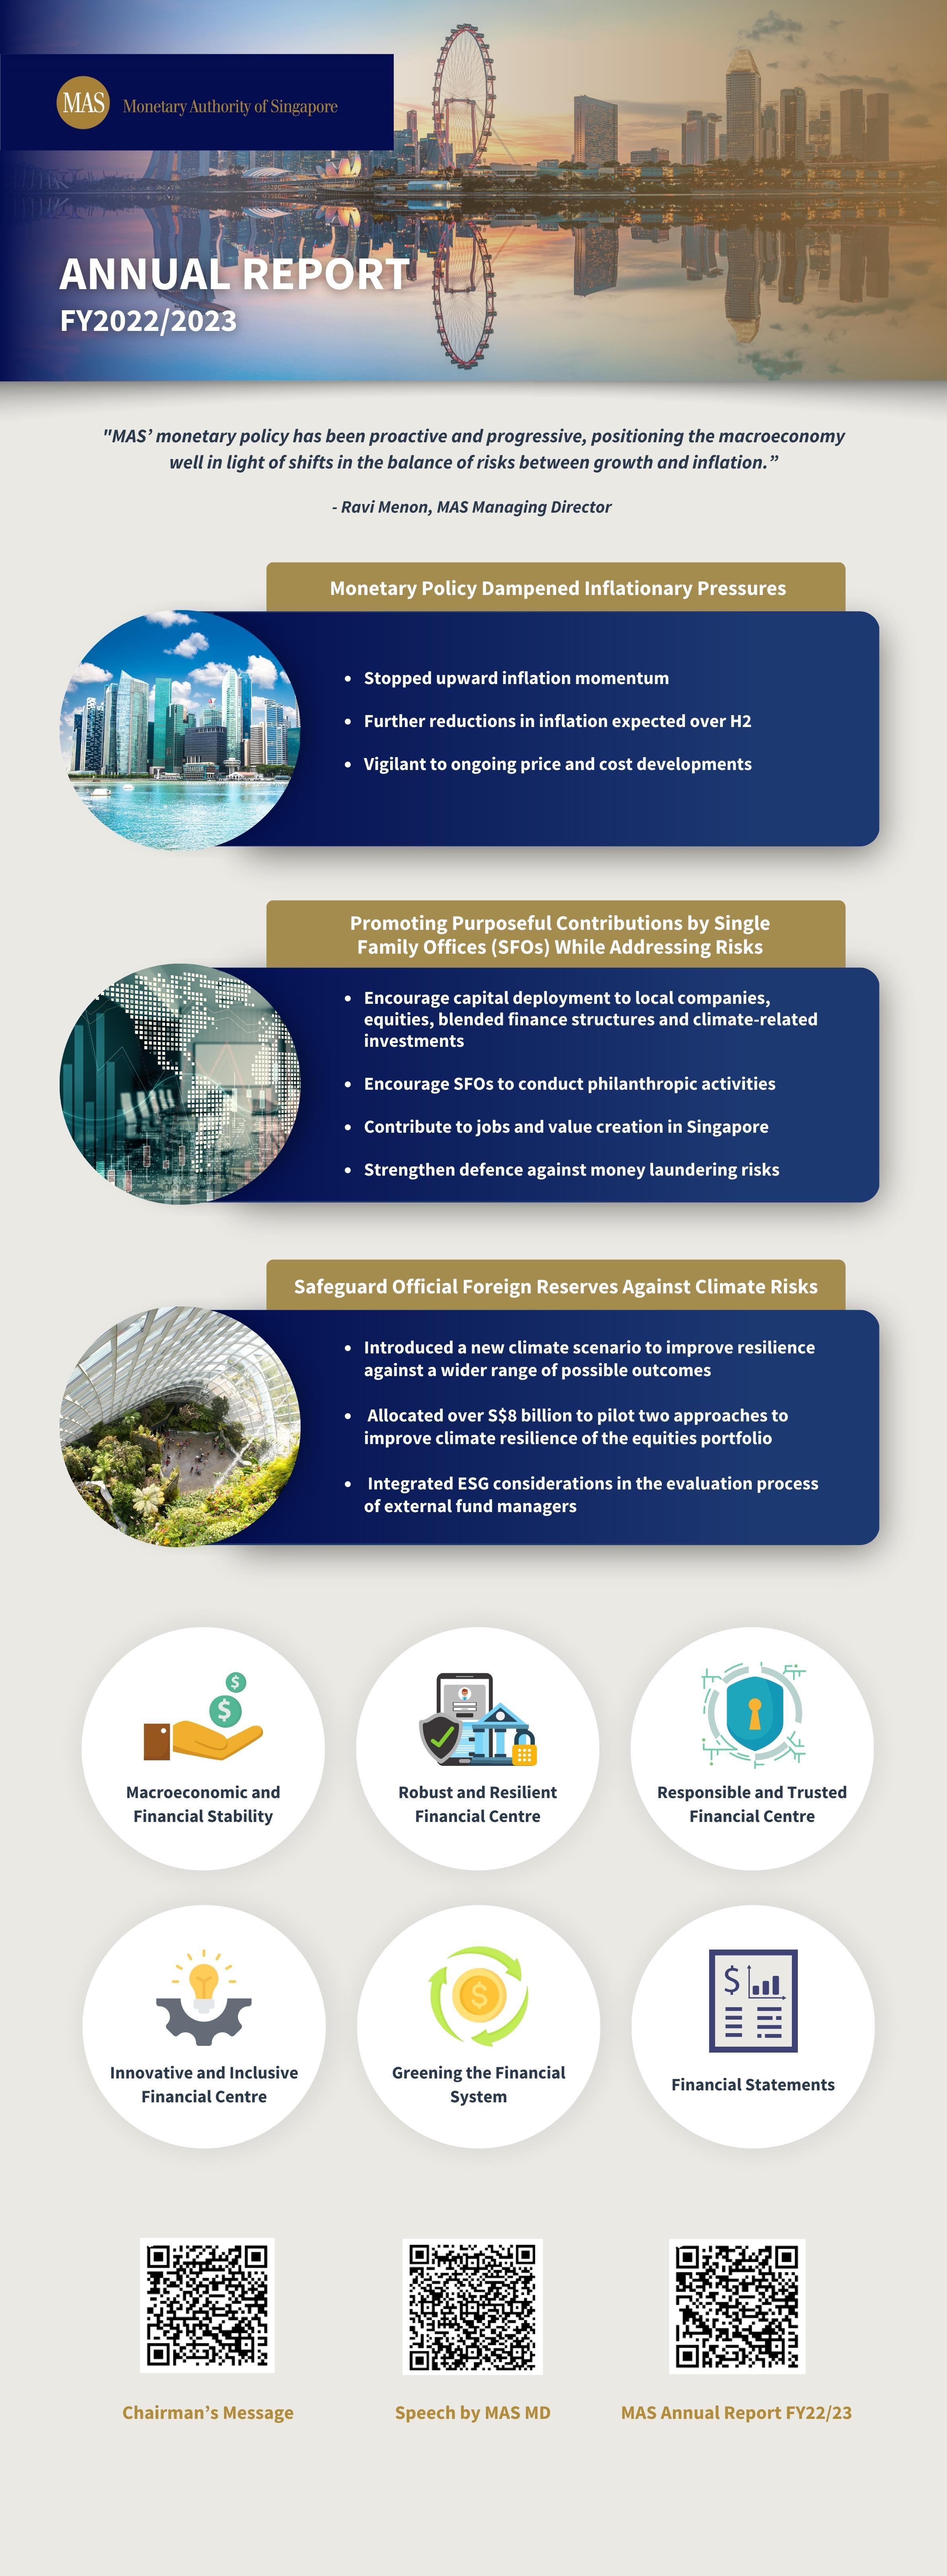 MAS Monetary Authority of Singapore
ANNUAL REPORT
FY2022/2023
"MAS’ monetary policy has been proactive and progressive, positioning the macroeconomy
well in light of shifts in the balance of risks between growth and inflation.”
- Ravi Menon, MAS Managing Director
Monetary Policy Dampened Inflationary Pressures
• Stopped upward inflation momentum
• Further reductions in inflation expected over H2
• Vigilant to ongoing price and cost developments
Promoting Purposeful Contributions by Single
Family Offices (SFOs) While Addressing Risks
• Encourage capital deployment to local companies,
equities, blended finance structures and climate-related
investments
• Encourage SFOs to conduct philanthropic activities
• Contribute to jobs and value creation in Singapore
• Strengthen defence against money laundering risks
Safeguard Official Foreign Reserves Against Climate Risks
• Introduced a new climate scenario to improve resilience
against a wider range of possible outcomes
• Allocated over S$8 billion to pilot two approaches to
improve climate resilience of the equities portfolio
• Integrated ESG considerations in the evaluation process
of external fund managers
$
$
Macroeconomic and
Financial Stability
Robust and Resilient
Financial Centre
Responsible and Trusted
Financial Centre
Innovative and Inclusive
Financial Centre
$
Greening the Financial
System
$
Financial Statements
Chairman’s Message
Speech by MAS MD
MAS Annual Report FY22/23